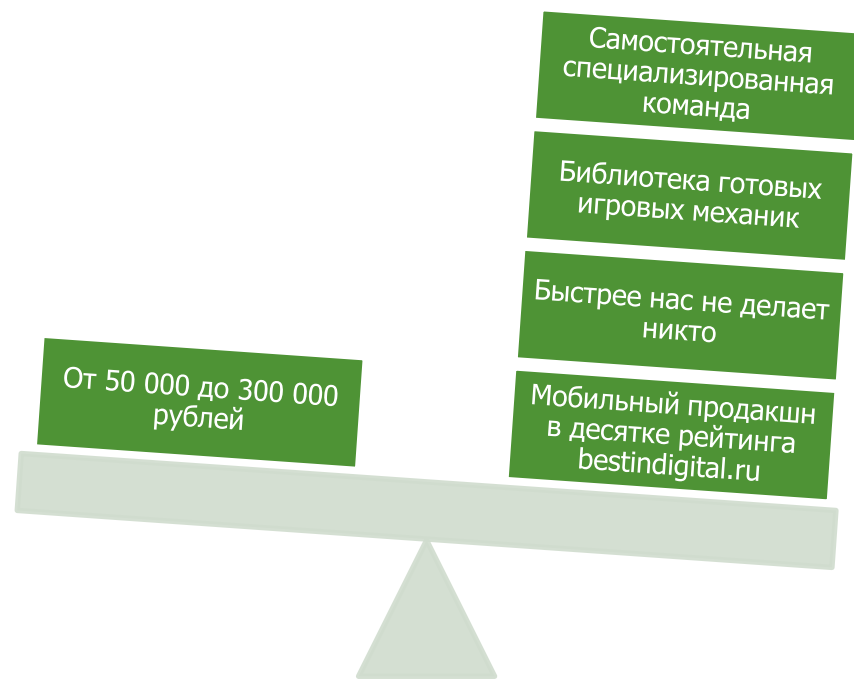 Самостоятельная
специализированная
команда
Библиотека готовых
игровых механик
Быстрее нас не делает
никто
От 50 000 до 300 000
рублей
Мобильный продакшн
в десятке рейтинга
bestindigital.ru